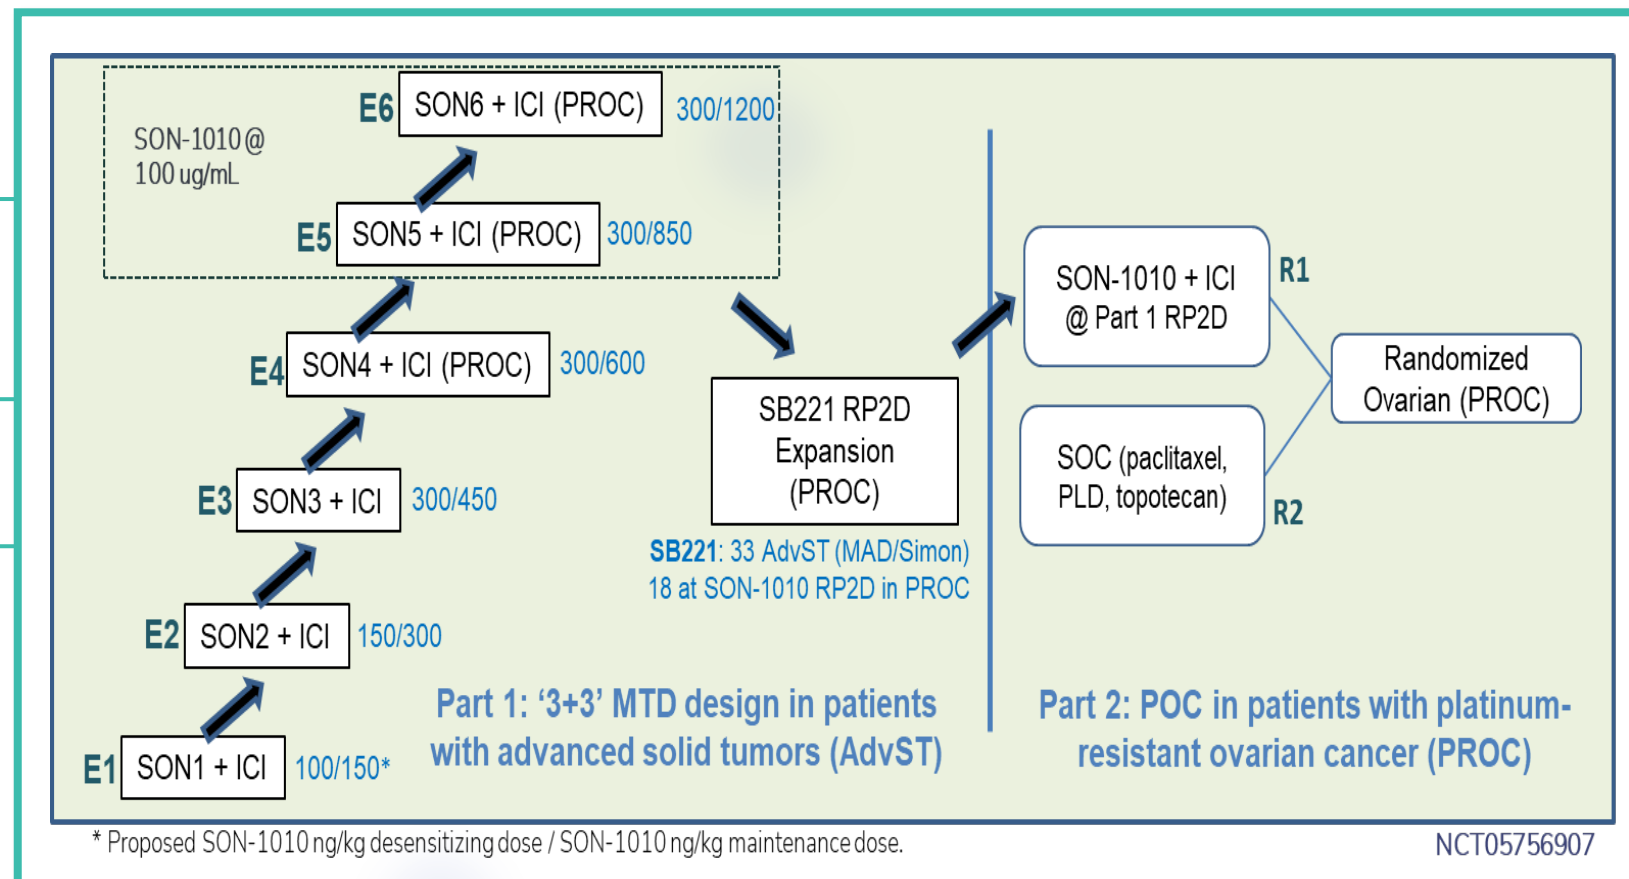 E6
SON6 + ICI (PROC)
300/1200
SON-1010 @
100 ug/mL
E5
SON5 + ICI (PROC)
300/850
E4
SON4 + ICI (PROC)
300/600
E3
SON3 + ICI
300/450
E2
SON2 + ICI
150/300
E1
SON1 + ICI
100/150*
SB221 RP2D
Expansion
(PROC)
SB221: 33 AdvST (MAD/Simon)
18 at SON-1010 RP2D in PROC
Part 1: ‘3+3’ MTD design in patients
with advanced solid tumors (AdvST)
SON-1010 + ICI
@ Part 1 RP2D
R1
SOC (paclitaxel,
PLD, topotecan)
R2
Randomized
Ovarian (PROC)
Part 2: POC in patients with platinum-
resistant ovarian cancer (PROC)
* Proposed SON-1010 ng/kg desensitizing dose / SON-1010 ng/kg maintenance dose.
NCT05756907